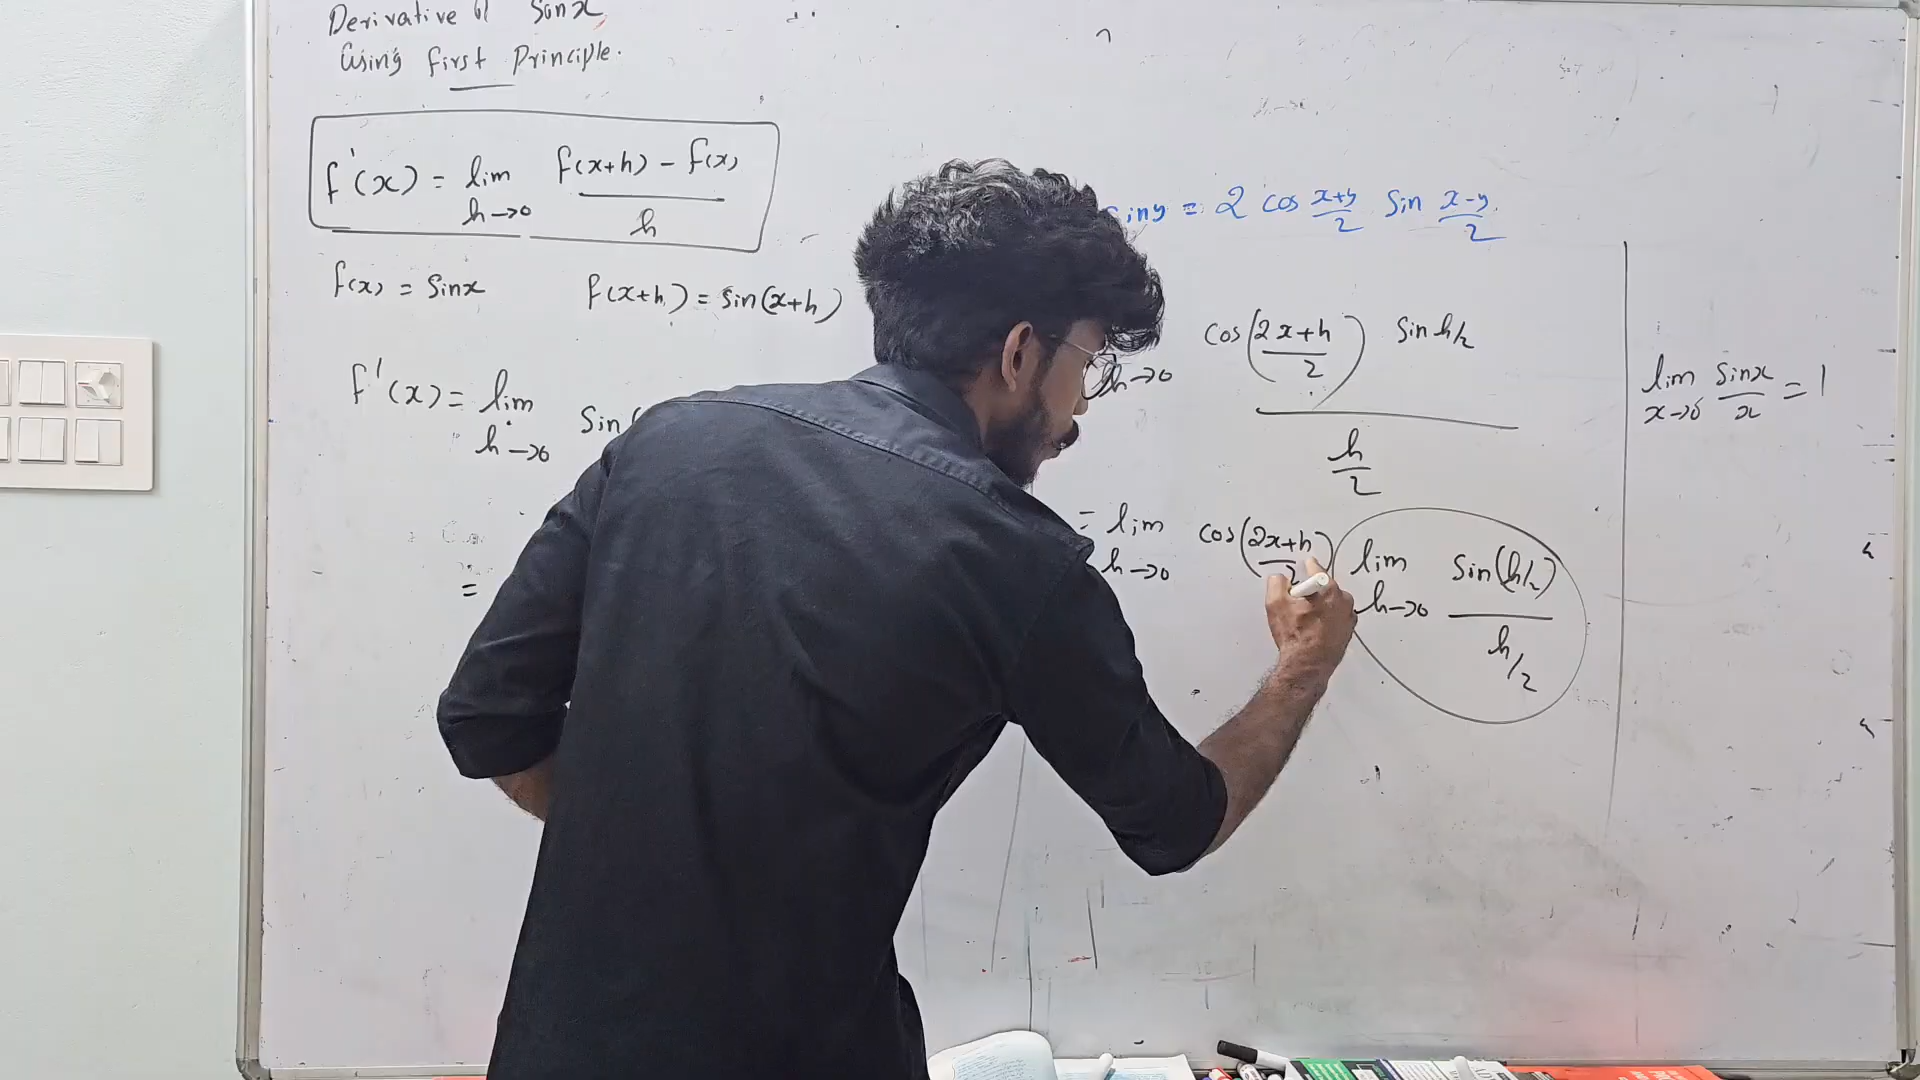 Derivative of Sinx
Using first Principle.
f'(x) = lim h→0 f(x+h) - f(x) / h
f(x) = Sinx f(x+h) = Sin(x+h)
f'(x) = lim h→0 Sin(
=
siny = 2 cos x+y/2 Sin x-y/2
h→0 cos(2x+h/2) Sin h/2 / h/2
= lim h→0 cos(2x+h/2) lim h→0 Sin(h/2) / h/2
lim x→0 Sinx/x = 1